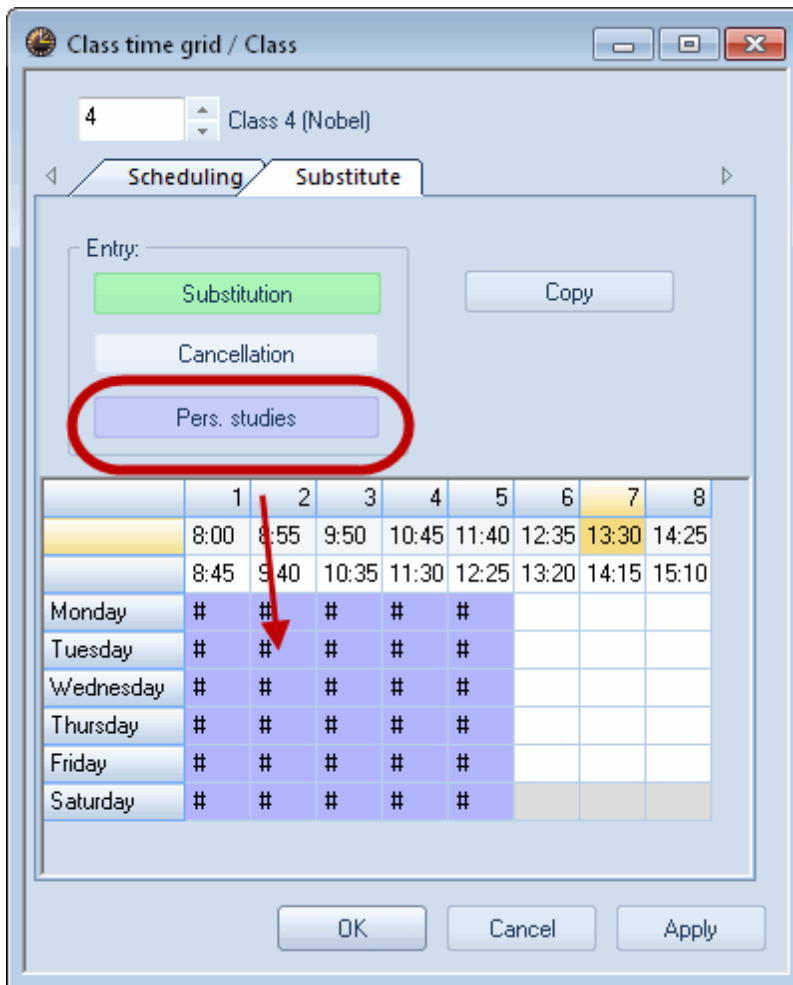 Class time grid / Class
4 Class 4 (Nobel)
Scheduling Substitute
Entry:
Substitution Copy
Cancellation
Pers. studies
1 2 3 4 5 6 7 8
8:00 8:55 9:50 10:45 11:40 12:35 13:30 14:25
8:45 9:40 10:35 11:30 12:25 13:20 14:15 15:10
Monday # # # # #
Tuesday # # # # #
Wednesday # # # # #
Thursday # # # # #
Friday # # # # #
Saturday # # # # #
OK Cancel Apply